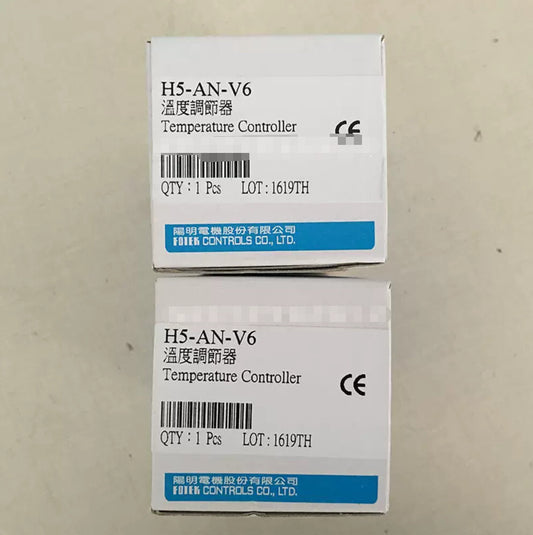 H5-AN-V6
溫度調節器
Temperature Controller
CE
QTY：1 Pcs LOT : 1619TH
陽明電機股份有限公司
FOTEK CONTROLS CO., LTD.
H5-AN-V6
溫度調節器
Temperature Controller
CE
QTY：1 Pcs LOT : 1619TH
陽明電機股份有限公司
FOTEK CONTROLS CO., LTD.